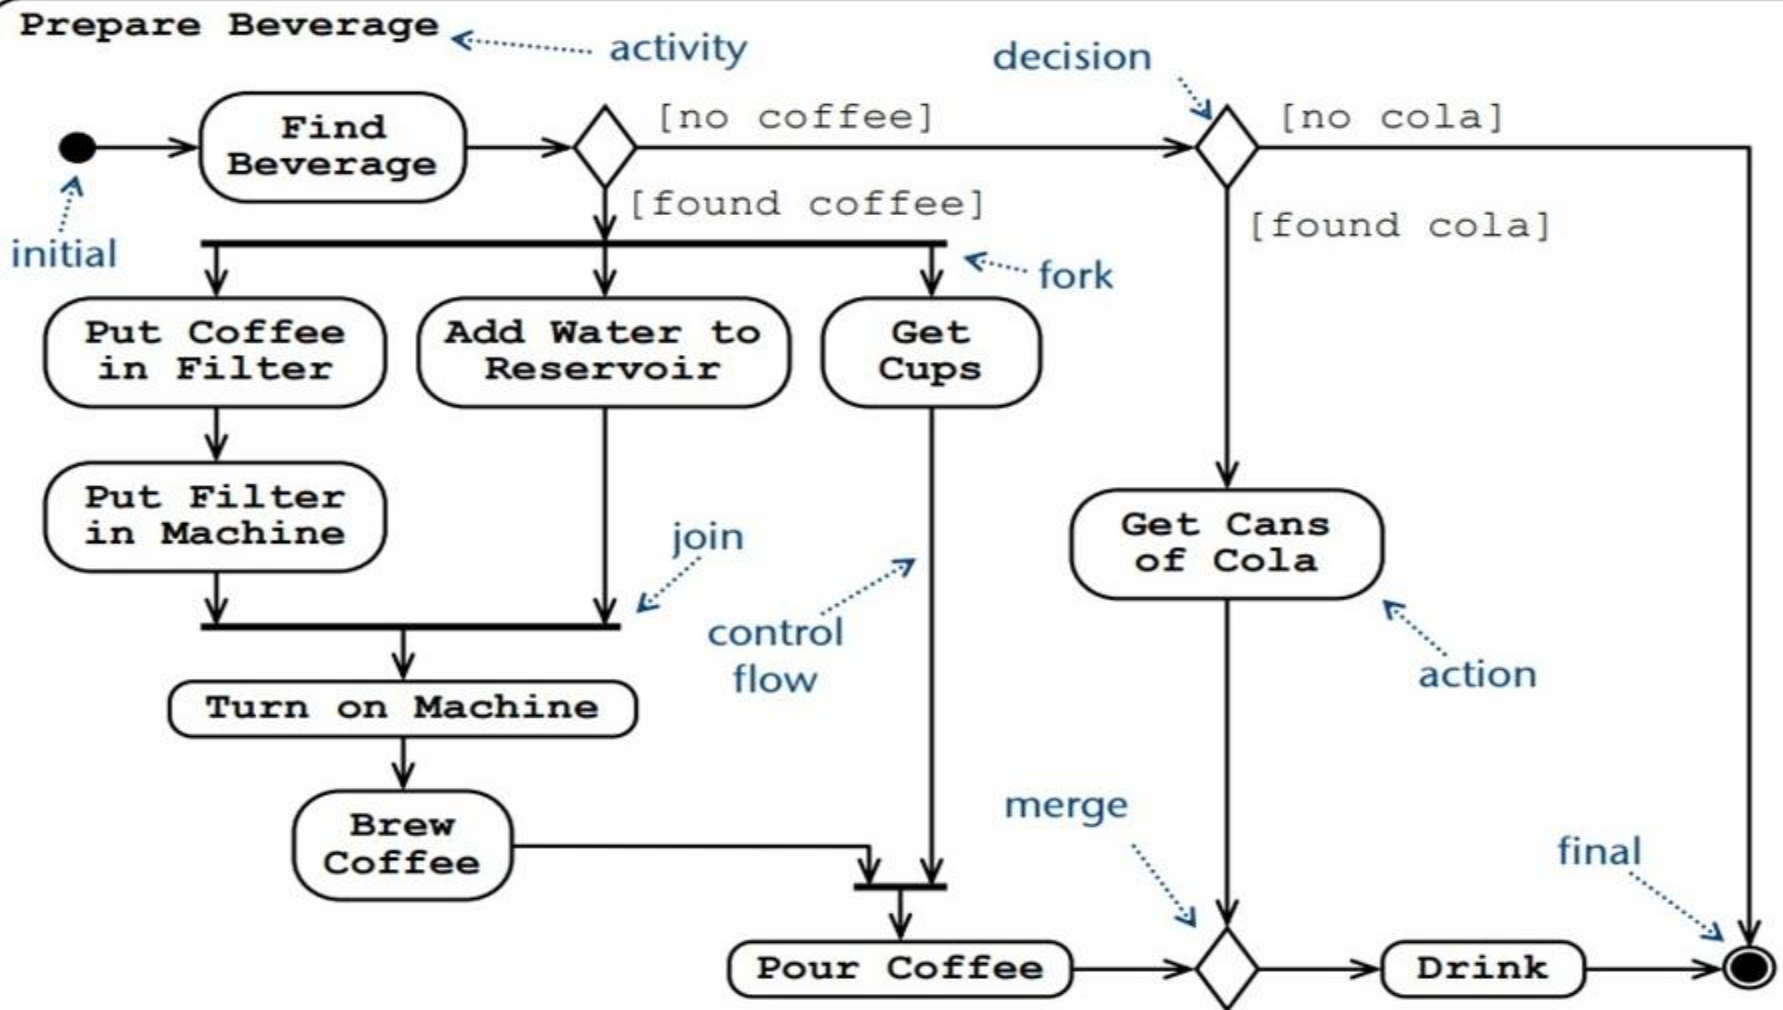 Prepare Beverage
activity
decision
Find
Beverage
[no coffee]
[no cola]
[found coffee]
[found cola]
initial
fork
Put Coffee
in Filter
Add Water to
Reservoir
Get
Cups
Put Filter
in Machine
join
control
flow
Get Cans
of Cola
action
Turn on Machine
Brew
Coffee
merge
final
Pour Coffee
Drink